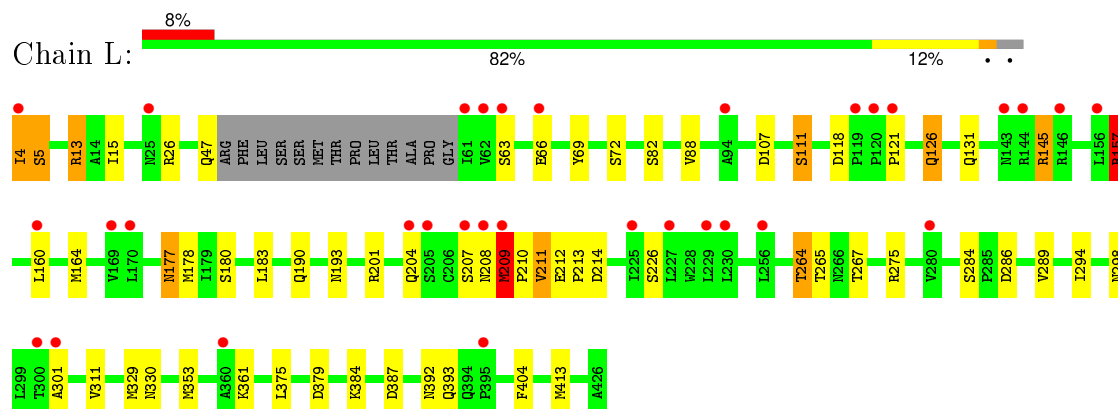 8%
Chain L:
82% 12% • •
I4 S5 R13 A14 I15 N25 R26 Q47 ARG PHE LEU SER SER MET THR PRO LEU THR ALA PRO GLY I61 V62 S63 E66 Y69 S72 S82 V88 A94 D107 S111 D118 P119 P120 P121 Q126 Q131 N143 R144 R145 R146 L156
L160 M164 V169 L170 N177 M178 I179 S180 L183 Q190 N193 R201 Q204 S205 C206 S207 N208 M209 P210 V211 E212 P213 D214 I225 S226 L227 W228 L229 L230 L256 T264 T265 N266 T267 R275 V280 S284 P285 D286 V289 I294
L299 T300 A301 V311 M329 N330 M353 A360 K361 L375 D379 K384 D387 N392 Q393 Q394 P395 F404 M413 A426